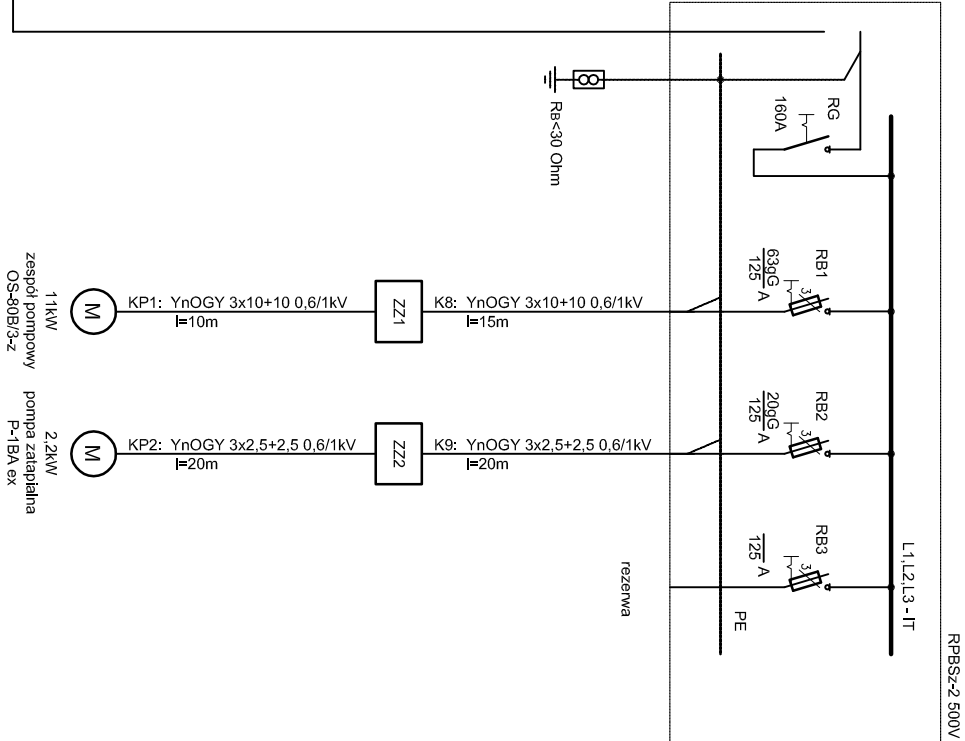 RPBSz-2 500V
L1,L2,L3 - IT
RG
160A
RB<30 Ohm
RB1
63gG
125 A
3
RB2
20gG
125 A
3
RB3
125 A
3
PE
rezerwa
K8: YnOGY 3x10+10 0,6/1kV
l=15m
ZZ1
KP1: YnOGY 3x10+10 0,6/1kV
l=10m
M
11kW
zespół pompowy
OS-80B/3-z
K9: YnOGY 3x2,5+2,5 0,6/1kV
l=20m
ZZ2
KP2: YnOGY 3x2,5+2,5 0,6/1kV
l=20m
M
2,2kW
pompa zatapialna
P-1BA ex